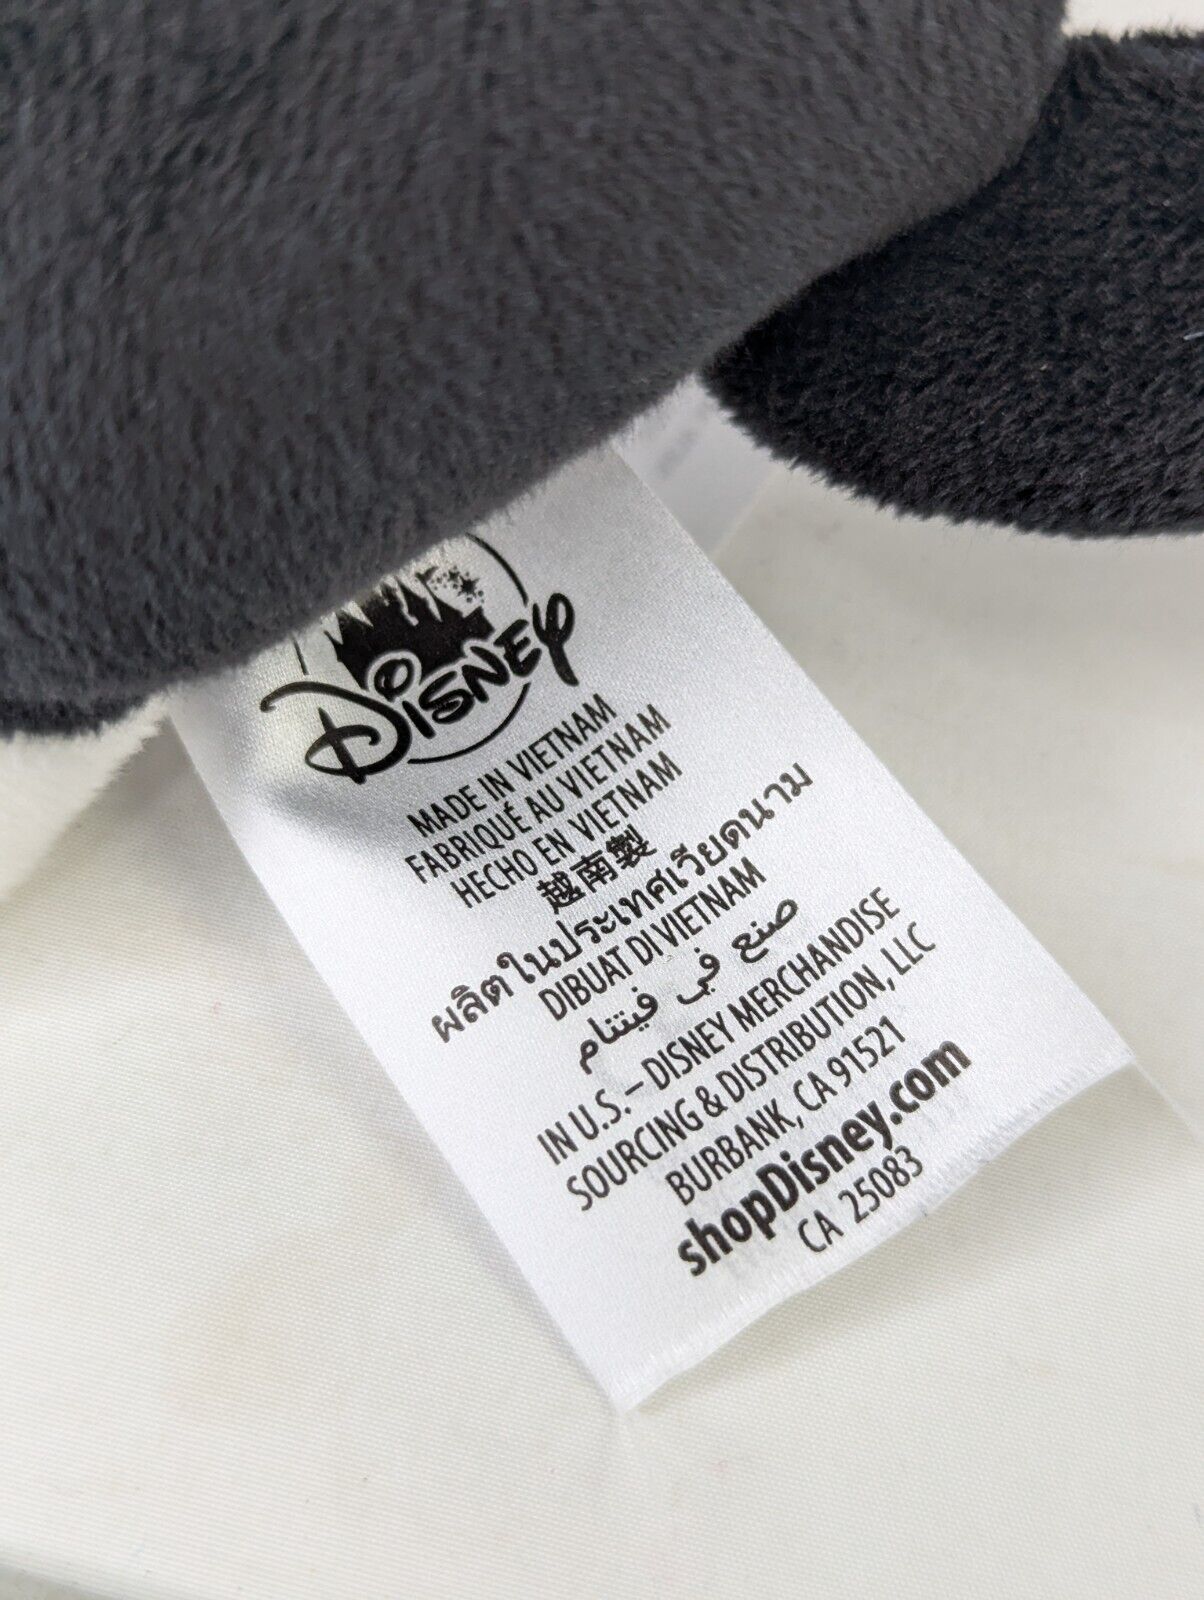 Disney
MADE IN VIETNAM
FABRIQUÉ AU VIETNAM
HECHO EN VIETNAM
越南製
ผลิตในประเทศเวียดนาม
DIBUAT DI VIETNAM
صنع في فيتنام
IN U.S. – DISNEY MERCHANDISE
SOURCING & DISTRIBUTION, LLC
BURBANK, CA 91521
shopDisney.com
CA 25083